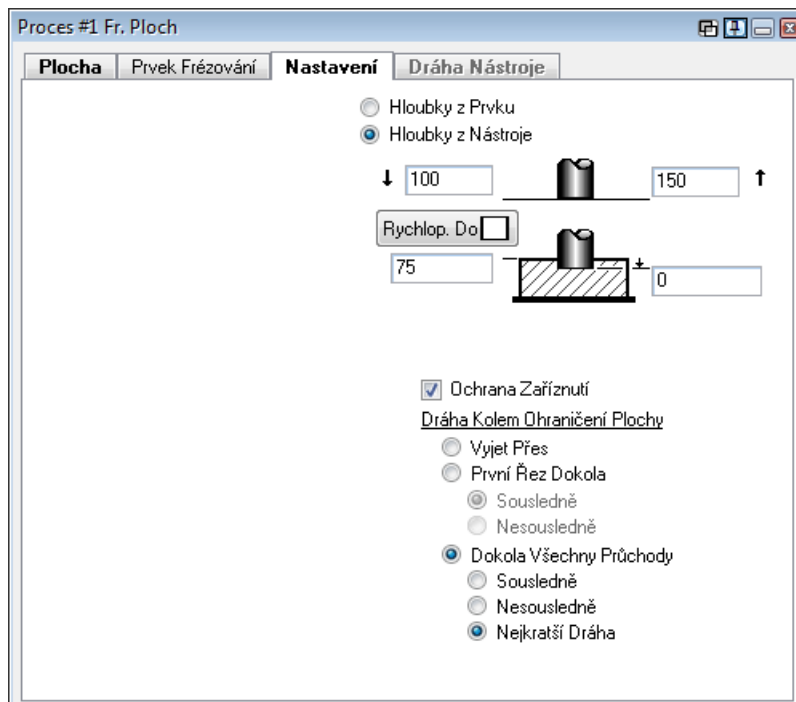 Proces #1 Fr. Ploch
Plocha Prvek Frézování Nastavení Dráha Nástroje
Hloubky z Prvku
Hloubky z Nástroje
100 150
Rychlop. Do
75 0
Ochrana Zaříznutí
Dráha Kolem Ohraničení Plochy
Vyjet Přes
První Řez Dokola
Sousledně
Nesousledně
Dokola Všechny Průchody
Sousledně
Nesousledně
Nejkratší Dráha